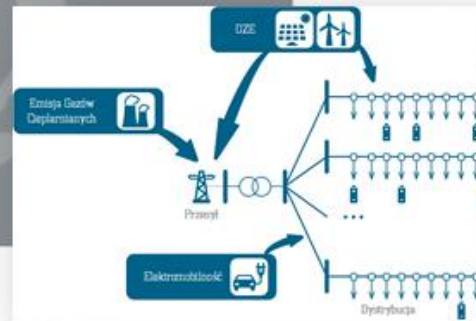 OZE
Emisja Gazów
Cieplarnianych
Przesył
Elektromobilność
Dystrybucja